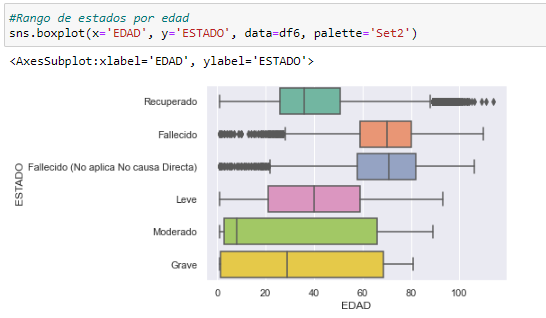 #Rango de estados por edad
sns.boxplot(x='EDAD', y='ESTADO', data=df6, palette='Set2')
<AxesSubplot:xlabel='EDAD', ylabel='ESTADO'>
Recuperado
Fallecido
Fallecido (No aplica No causa Directa)
Leve
Moderado
Grave
ESTADO
0 20 40 60 80 100
EDAD